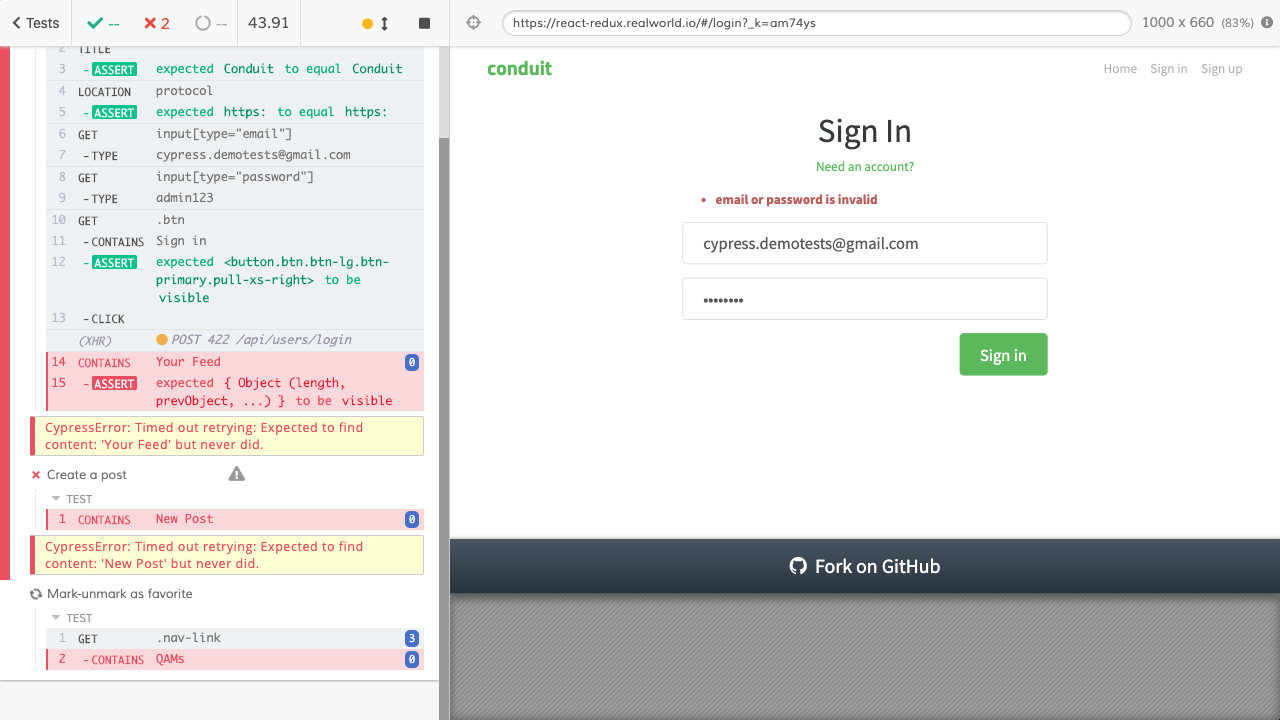 Tests
--
2
--
43.91
https://react-redux.realworld.io/#/login?_k=am74ys
1000 x 660 (83%)
2 TITLE
3 - ASSERT expected Conduit to equal Conduit
4 LOCATION protocol
5 - ASSERT expected https: to equal https:
6 GET input[type="email"]
7 - TYPE cypress.demotests@gmail.com
8 GET input[type="password"]
9 - TYPE admin123
10 GET .btn
11 - CONTAINS Sign in
12 - ASSERT expected <button.btn.btn-lg.btn-
primary.pull-xs-right> to be
visible
13 - CLICK
(XHR) POST 422 /api/users/login
14 CONTAINS Your Feed 0
15 - ASSERT expected { Object (length,
prevObject, ...) } to be visible
CypressError: Timed out retrying: Expected to find
content: 'Your Feed' but never did.
Create a post
TEST
1 CONTAINS New Post 0
CypressError: Timed out retrying: Expected to find
content: 'New Post' but never did.
Mark-unmark as favorite
TEST
1 GET .nav-link 3
2 - CONTAINS QAMs 0
conduit
Home Sign in Sign up
Sign In
Need an account?
• email or password is invalid
cypress.demotests@gmail.com
••••••••
Sign in
Fork on GitHub